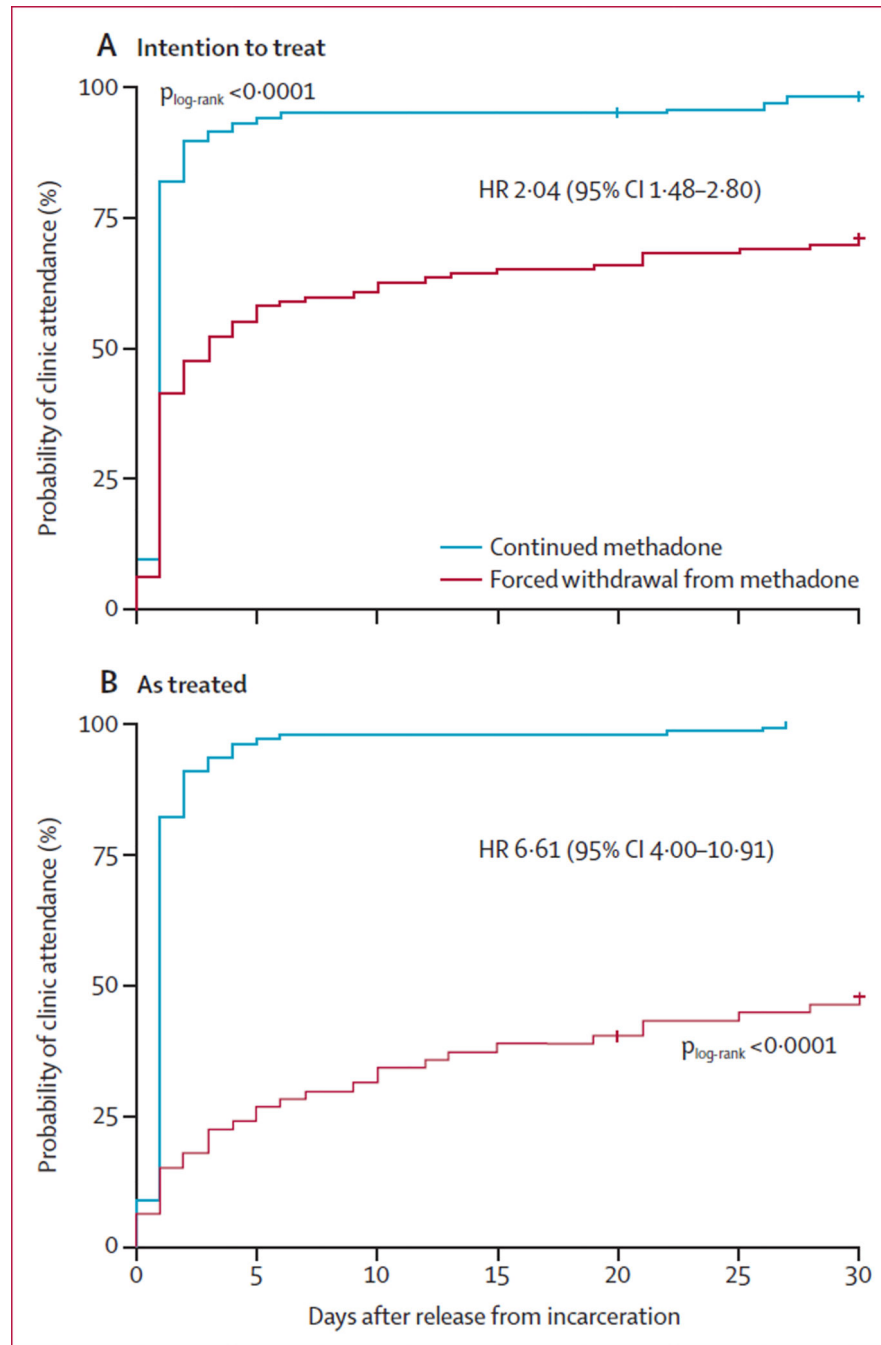 A Intention to treat
100
p log-rank <0·0001
HR 2·04 (95% CI 1·48–2·80)
75
50
25
0
Probability of clinic attendance (%)
Continued methadone
Forced withdrawal from methadone
B As treated
100
HR 6·61 (95% CI 4·00–10·91)
75
50
p log-rank <0·0001
25
0
Probability of clinic attendance (%)
0 5 10 15 20 25 30
Days after release from incarceration